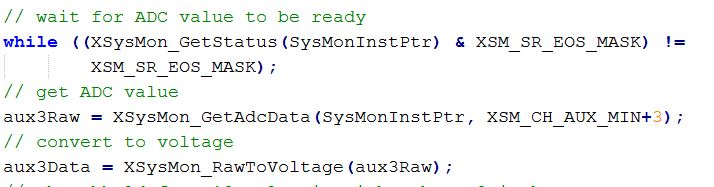 // wait for ADC value to be ready
while ((XSysMon_GetStatus(SysMonInstPtr) & XSM_SR_EOS_MASK) !=
XSM_SR_EOS_MASK);
// get ADC value
aux3Raw = XSysMon_GetAdcData(SysMonInstPtr, XSM_CH_AUX_MIN+3);
// convert to voltage
aux3Data = XSysMon_RawToVoltage(aux3Raw);